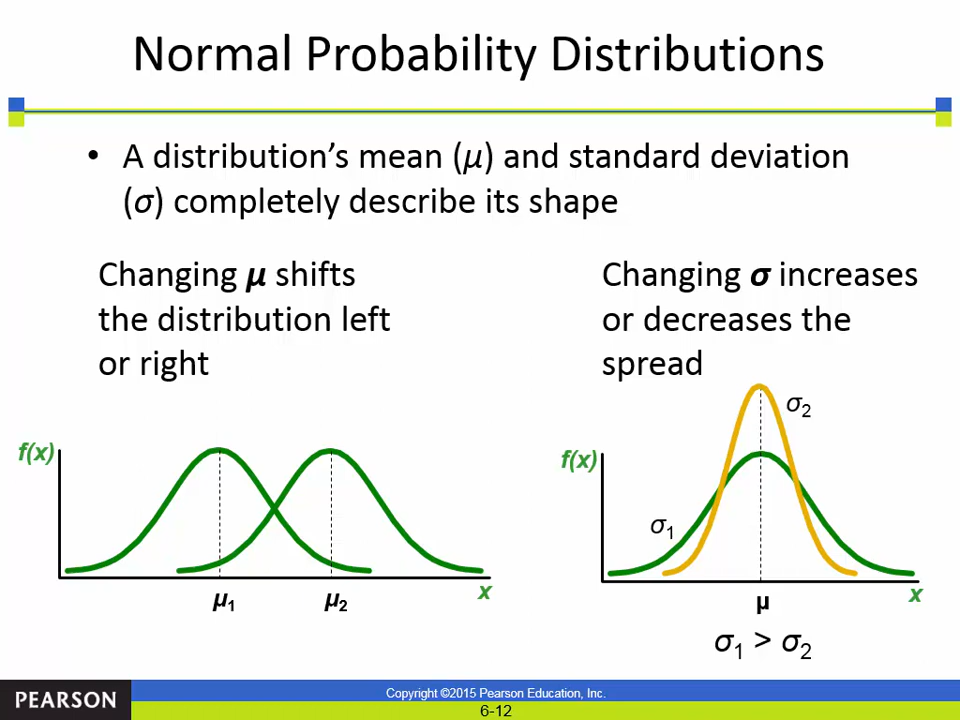 Normal Probability Distributions
• A distribution’s mean (μ) and standard deviation
(σ) completely describe its shape
Changing μ shifts
the distribution left
or right
Changing σ increases
or decreases the
spread
f(x)
μ₁
μ₂
x
f(x)
σ₂
σ₁
μ
x
σ₁ > σ₂
PEARSON
Copyright ©2015 Pearson Education, Inc.
6-12